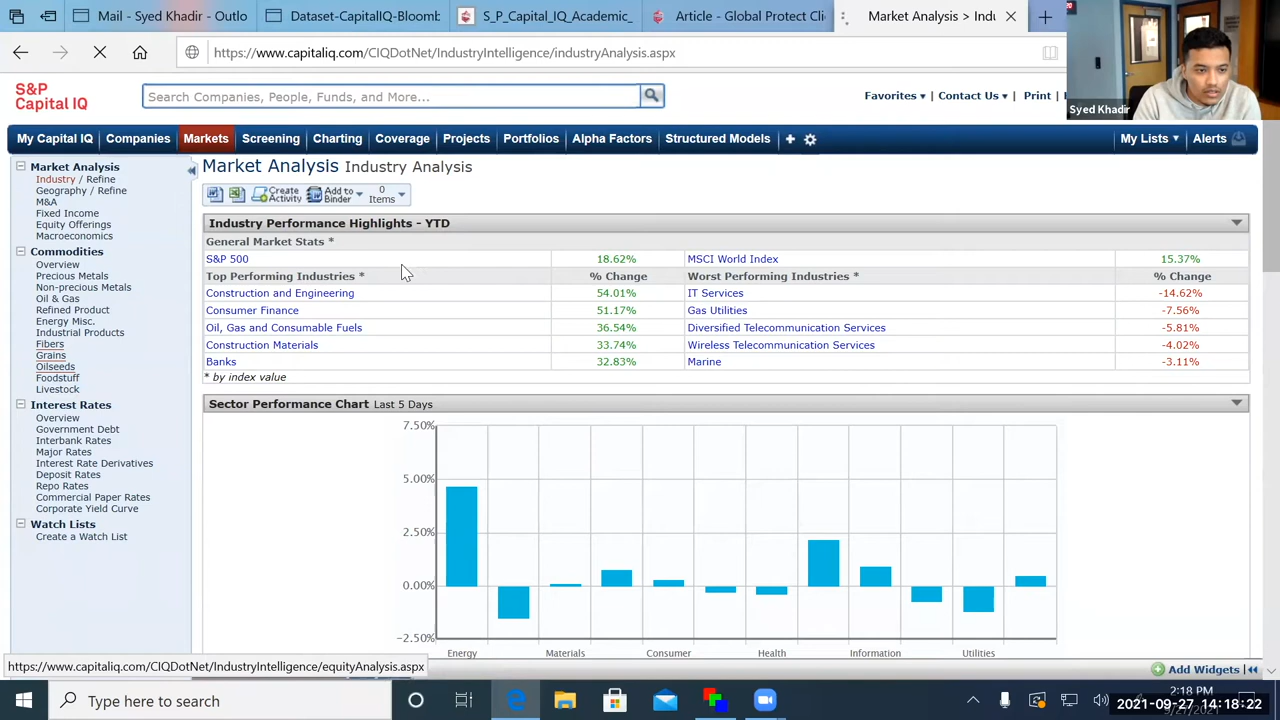 Mail - Syed Khadir - Outlo
Dataset-CapitalIQ-Bloomb
S_P_Capital_IQ_Academic_
Article - Global Protect Cli
Market Analysis > Indu
https://www.capitaliq.com/CIQDotNet/IndustryIntelligence/industryAnalysis.aspx
S&P
Capital IQ
Search Companies, People, Funds, and More...
Favorites
Contact Us
Print
Syed Khadir
My Capital IQ
Companies
Markets
Screening
Charting
Coverage
Projects
Portfolios
Alpha Factors
Structured Models
My Lists
Alerts
Market Analysis
Industry / Refine
Geography / Refine
M&A
Fixed Income
Equity Offerings
Macroeconomics
Commodities
Overview
Precious Metals
Non-precious Metals
Oil & Gas
Refined Product
Energy Misc.
Industrial Products
Fibers
Grains
Oilseeds
Foodstuff
Livestock
Interest Rates
Overview
Government Debt
Interbank Rates
Major Rates
Interest Rate Derivatives
Deposit Rates
Repo Rates
Commercial Paper Rates
Corporate Yield Curve
Watch Lists
Create a Watch List
Market Analysis Industry Analysis
Create Activity
Add to Binder
0 Items
Industry Performance Highlights - YTD
General Market Stats *
S&P 500 18.62% MSCI World Index 15.37%
Top Performing Industries * % Change Worst Performing Industries * % Change
Construction and Engineering 54.01% IT Services -14.62%
Consumer Finance 51.17% Gas Utilities -7.56%
Oil, Gas and Consumable Fuels 36.54% Diversified Telecommunication Services -5.81%
Construction Materials 33.74% Wireless Telecommunication Services -4.02%
Banks 32.83% Marine -3.11%
* by index value
Sector Performance Chart Last 5 Days
7.50%
5.00%
2.50%
0.00%
-2.50%
Energy Materials Consumer Health Information Utilities
https://www.capitaliq.com/CIQDotNet/IndustryIntelligence/equityAnalysis.aspx
Add Widgets
Type here to search
2:18 PM
2021-09-27 14:18:22